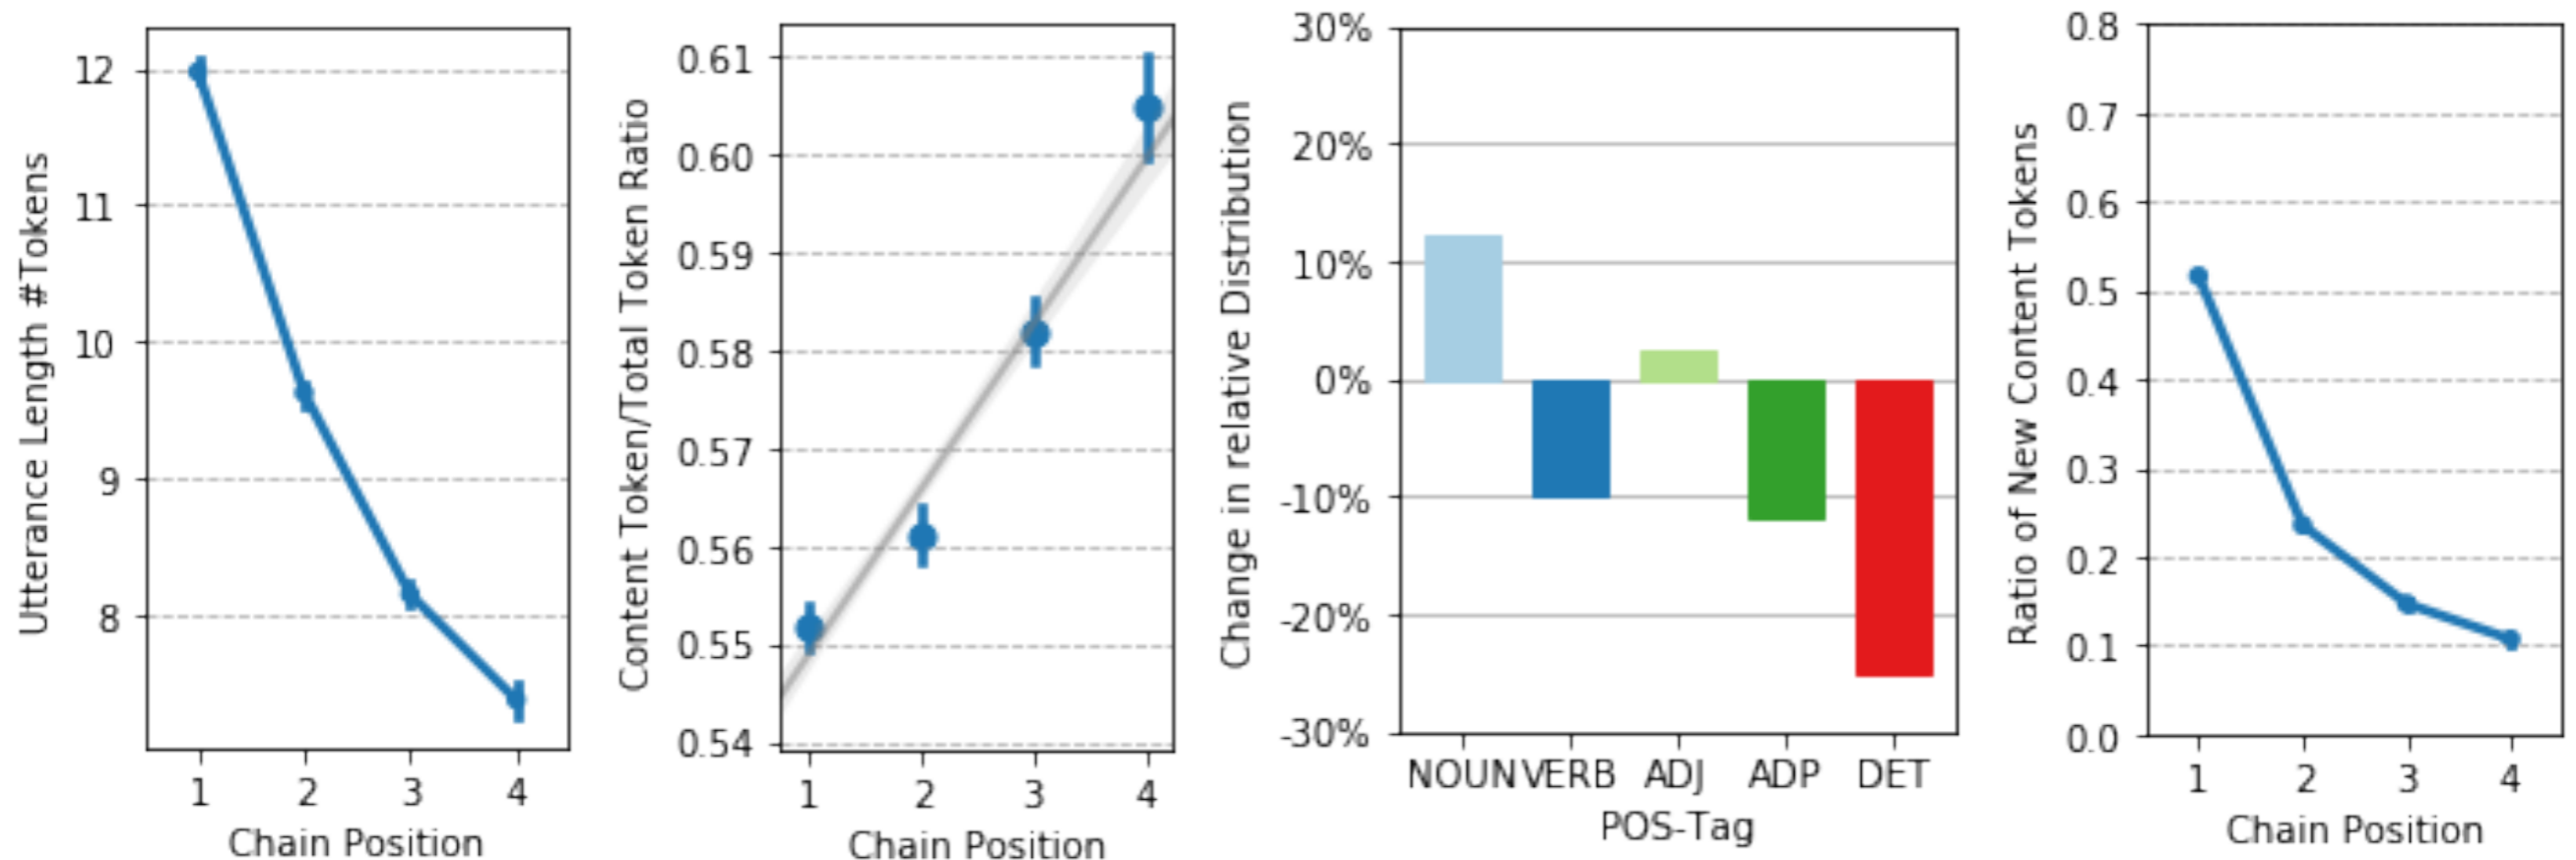 Utterance Length #Tokens
12
11
10
9
8
1 2 3 4
Chain Position
Content Token/Total Token Ratio
0.61
0.60
0.59
0.58
0.57
0.56
0.55
0.54
1 2 3 4
Chain Position
Change in relative Distribution
30%
20%
10%
0%
-10%
-20%
-30%
NOUN VERB ADJ ADP DET
POS-Tag
Ratio of New Content Tokens
0.8
0.7
0.6
0.5
0.4
0.3
0.2
0.1
0.0
1 2 3 4
Chain Position